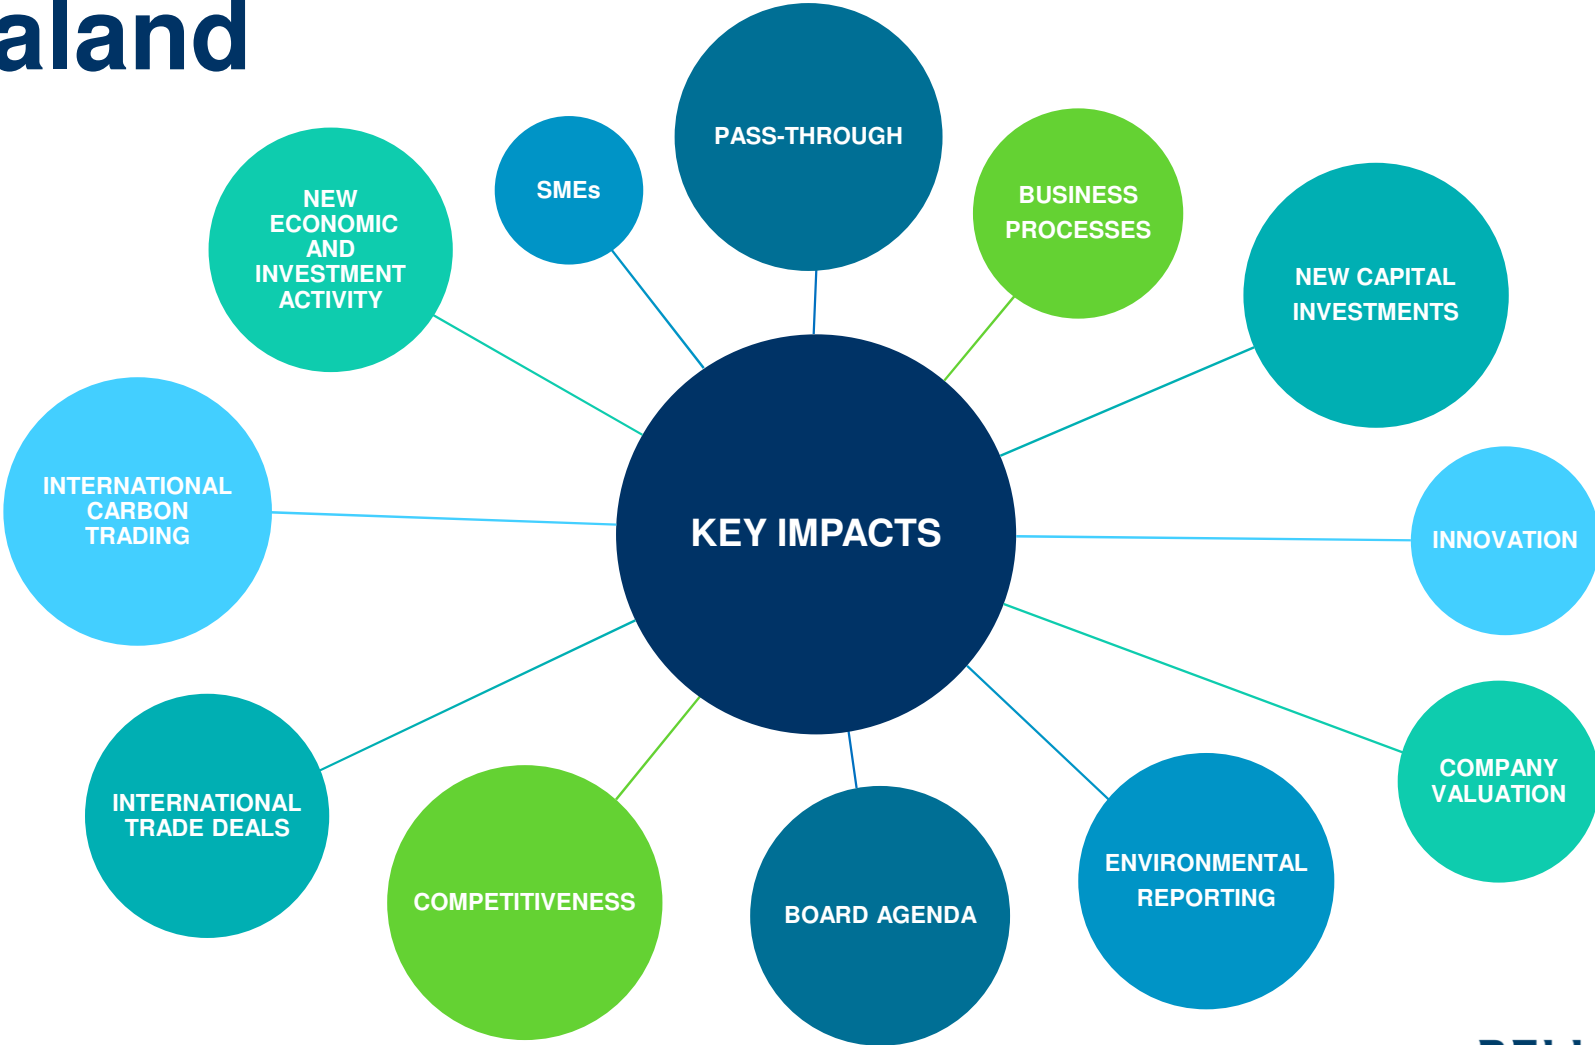 aland
PASS-THROUGH
SMEs
BUSINESS
PROCESSES
NEW
ECONOMIC
AND
INVESTMENT
ACTIVITY
NEW CAPITAL
INVESTMENTS
INTERNATIONAL
CARBON
TRADING
KEY IMPACTS
INNOVATION
COMPANY
VALUATION
INTERNATIONAL
TRADE DEALS
ENVIRONMENTAL
REPORTING
COMPETITIVENESS
BOARD AGENDA